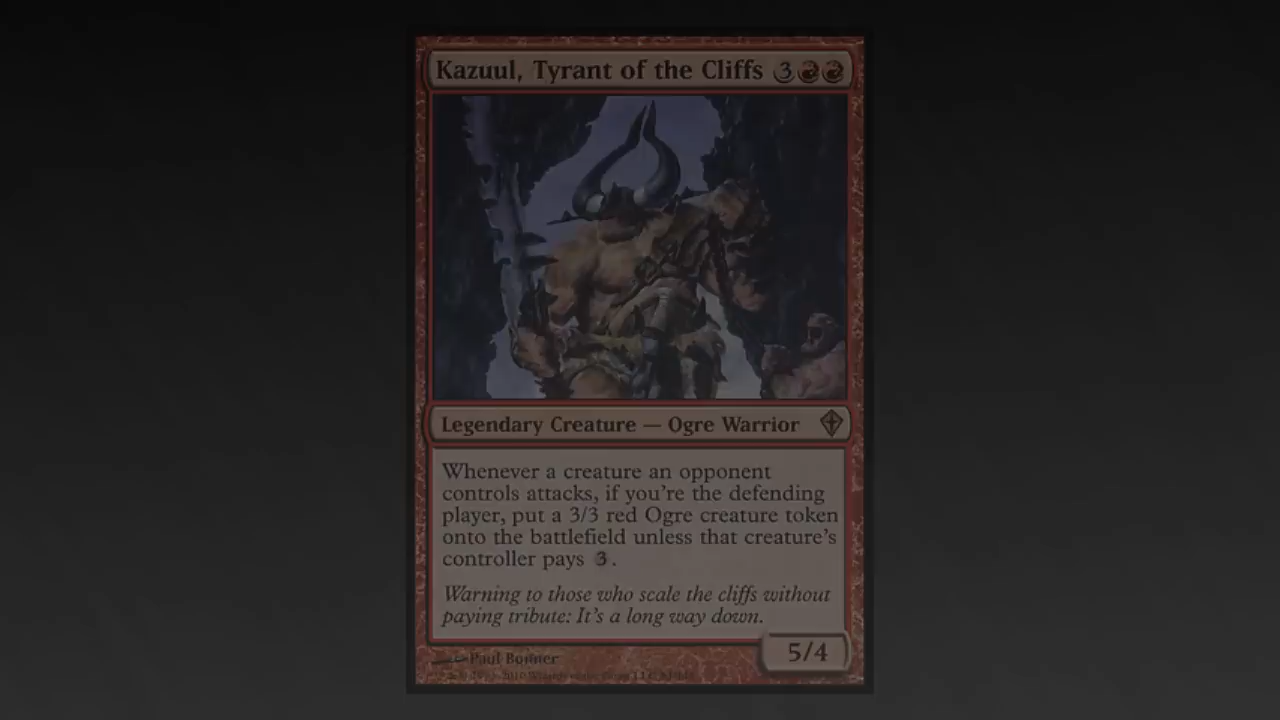 Kazuul, Tyrant of the Cliffs 3
Legendary Creature — Ogre Warrior
Whenever a creature an opponent
controls attacks, if you're the defending
player, put a 3/3 red Ogre creature token
onto the battlefield unless that creature's
controller pays 3.
Warning to those who scale the cliffs without
paying tribute: It's a long way down.
5/4
Paul Bonner